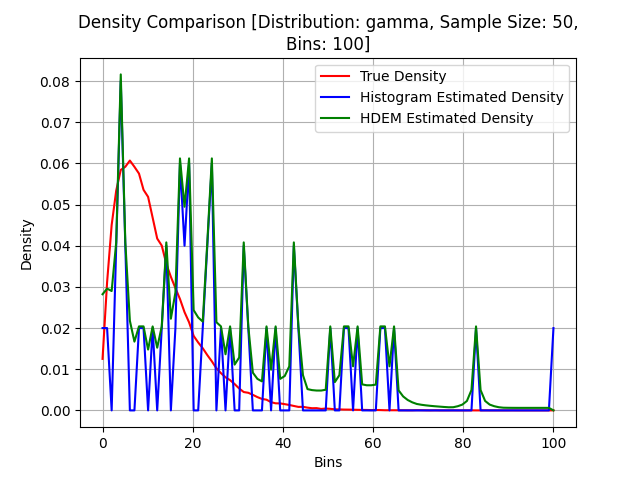 Density Comparison [Distribution: gamma, Sample Size: 50,
Bins: 100]
True Density
Histogram Estimated Density
HDEM Estimated Density
Density
0.08
0.07
0.06
0.05
0.04
0.03
0.02
0.01
0.00
0 20 40 60 80 100
Bins